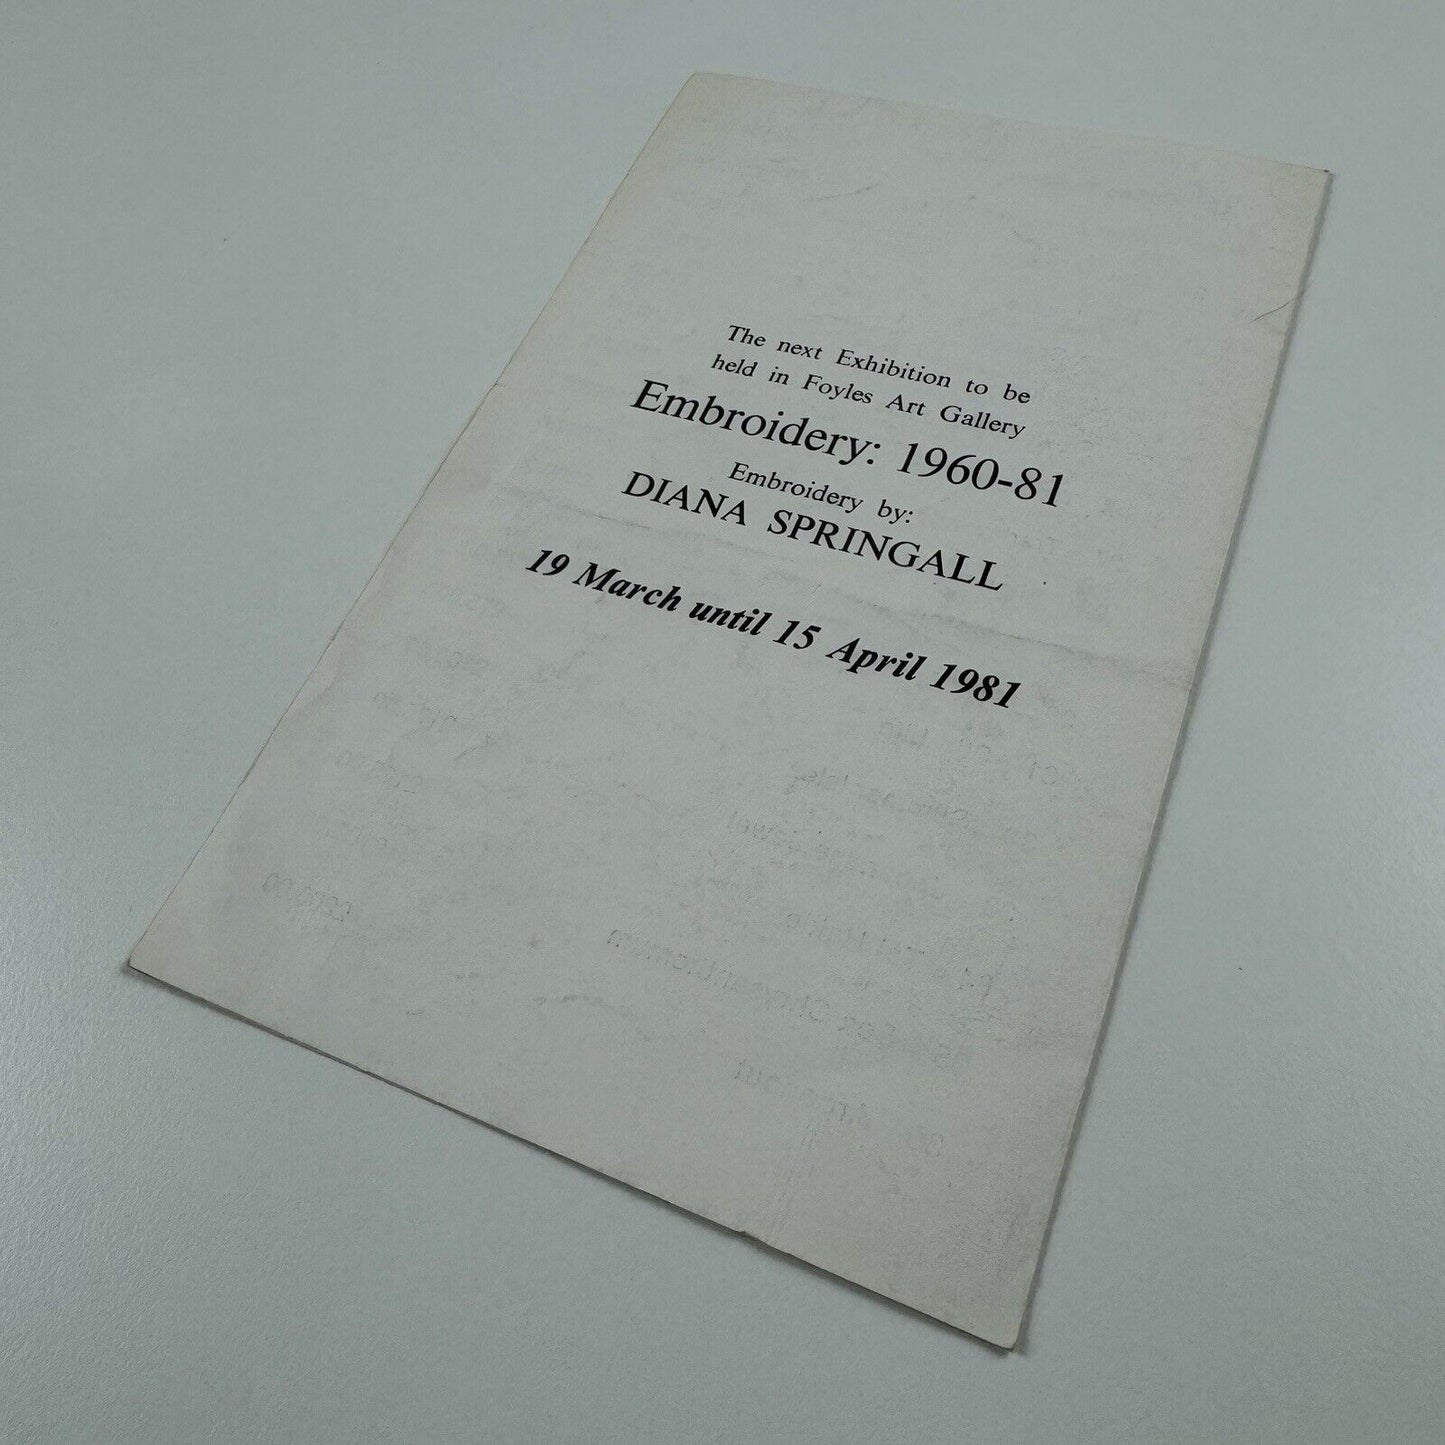 The next Exhibition to be
held in Foyles Art Gallery
Embroidery: 1960-81
Embroidery by:
DIANA SPRINGALL
19 March until 15 April 1981